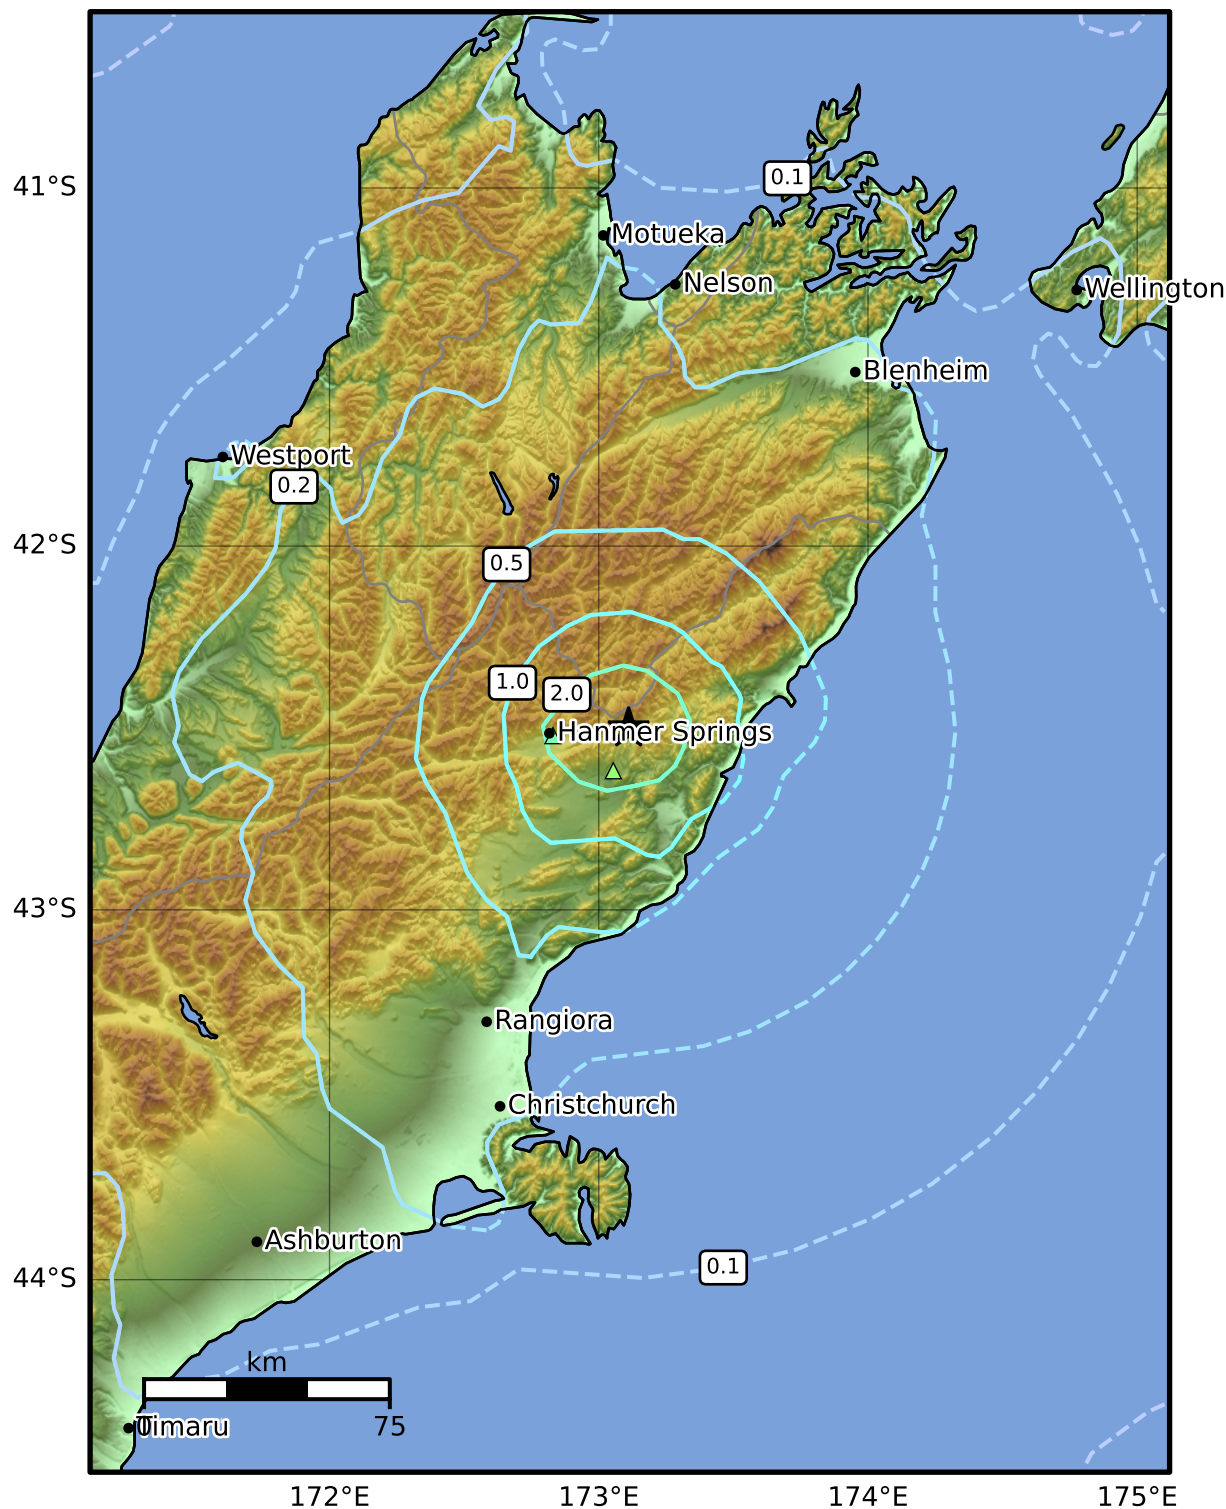 0.1
41°S
Motueka
Nelson
Wellington
Blenheim
Westport
0.2
42°S
0.5
1.0
2.0
Hanmer Springs
43°S
Rangiora
Christchurch
Ashburton
0.1
44°S
km
0
75
Timaru
172°E
173°E
174°E
175°E